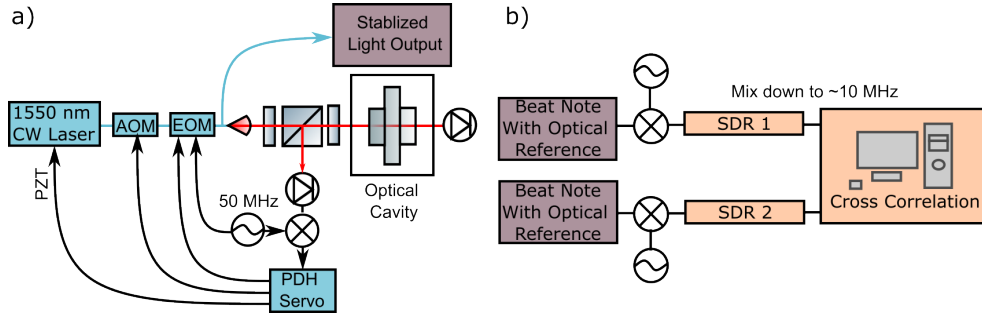 a)
Stablized
Light Output
1550 nm
CW Laser
AOM
EOM
PZT
50 MHz
Optical
Cavity
PDH
Servo
b)
Mix down to ~10 MHz
Beat Note
With Optical
Reference
SDR 1
Cross Correlation
Beat Note
With Optical
Reference
SDR 2